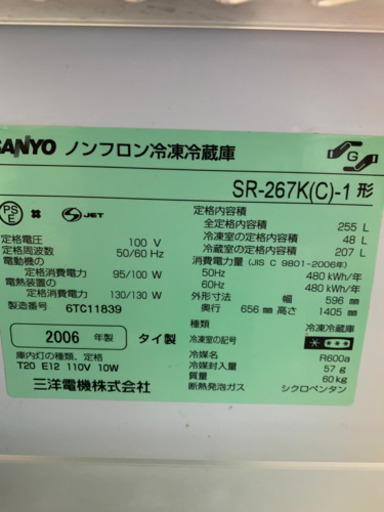 SANYO ノンフロン冷凍冷蔵庫
G
SR-267K(C)-1 形
PS E JET
定格電圧 100 V
定格周波数 50/60 Hz
電動機の
定格消費電力 95/100 W
電熱装置の
定格消費電力 130/130 W
製造番号 6TC11839
2006 年製 タイ製
庫内灯の種類、定格
T20 E12 110V 10W
三洋電機株式会社
定格内容積
全定格内容積 255 L
冷凍室の定格内容積 48 L
冷蔵室の定格内容積 207 L
消費電力量 (JIS C 9801-2006年)
50Hz 480 kWh/年
60Hz 480 kWh/年
外形寸法 幅 596 mm
奥行 656 mm 高さ 1405 mm
種類 冷凍冷蔵庫
冷凍室の記号
冷媒名 R600a
冷媒封入量 57 g
質量 60 kg
断熱発泡ガス シクロペンタン